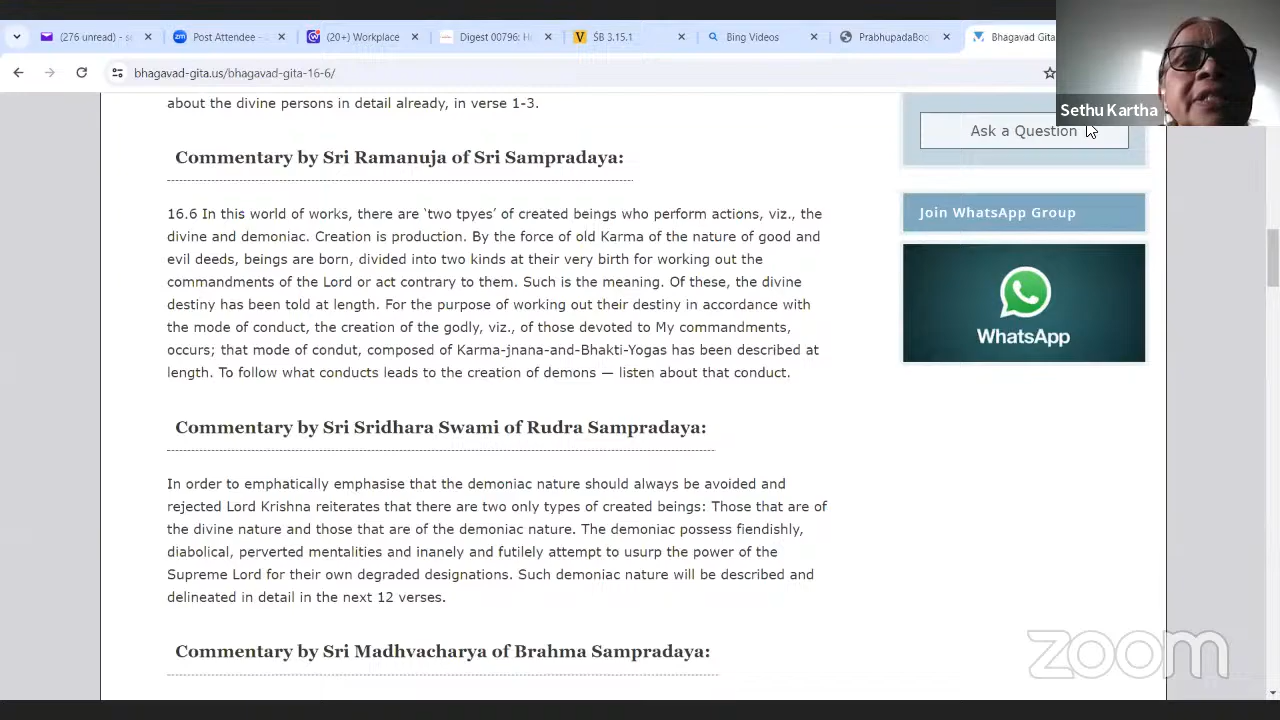 (276 unread) - s
Post Attendee -
(20+) Workplace
Digest 00796: H
SB 3.15.1
Bing Videos
PrabhupadaBoo
Bhagavad Gita
bhagavad-gita.us/bhagavad-gita-16-6/
Sethu Kartha
about the divine persons in detail already, in verse 1-3.
Commentary by Sri Ramanuja of Sri Sampradaya:
16.6 In this world of works, there are ‘two tpyes’ of created beings who perform actions, viz., the
divine and demoniac. Creation is production. By the force of old Karma of the nature of good and
evil deeds, beings are born, divided into two kinds at their very birth for working out the
commandments of the Lord or act contrary to them. Such is the meaning. Of these, the divine
destiny has been told at length. For the purpose of working out their destiny in accordance with
the mode of conduct, the creation of the godly, viz., of those devoted to My commandments,
occurs; that mode of condut, composed of Karma-jnana-and-Bhakti-Yogas has been described at
length. To follow what conducts leads to the creation of demons — listen about that conduct.
Commentary by Sri Sridhara Swami of Rudra Sampradaya:
In order to emphatically emphasise that the demoniac nature should always be avoided and
rejected Lord Krishna reiterates that there are two only types of created beings: Those that are of
the divine nature and those that are of the demoniac nature. The demoniac possess fiendishly,
diabolical, perverted mentalities and inanely and futilely attempt to usurp the power of the
Supreme Lord for their own degraded designations. Such demoniac nature will be described and
delineated in detail in the next 12 verses.
Commentary by Sri Madhvacharya of Brahma Sampradaya:
Ask a Question
Join WhatsApp Group
WhatsApp
zoom